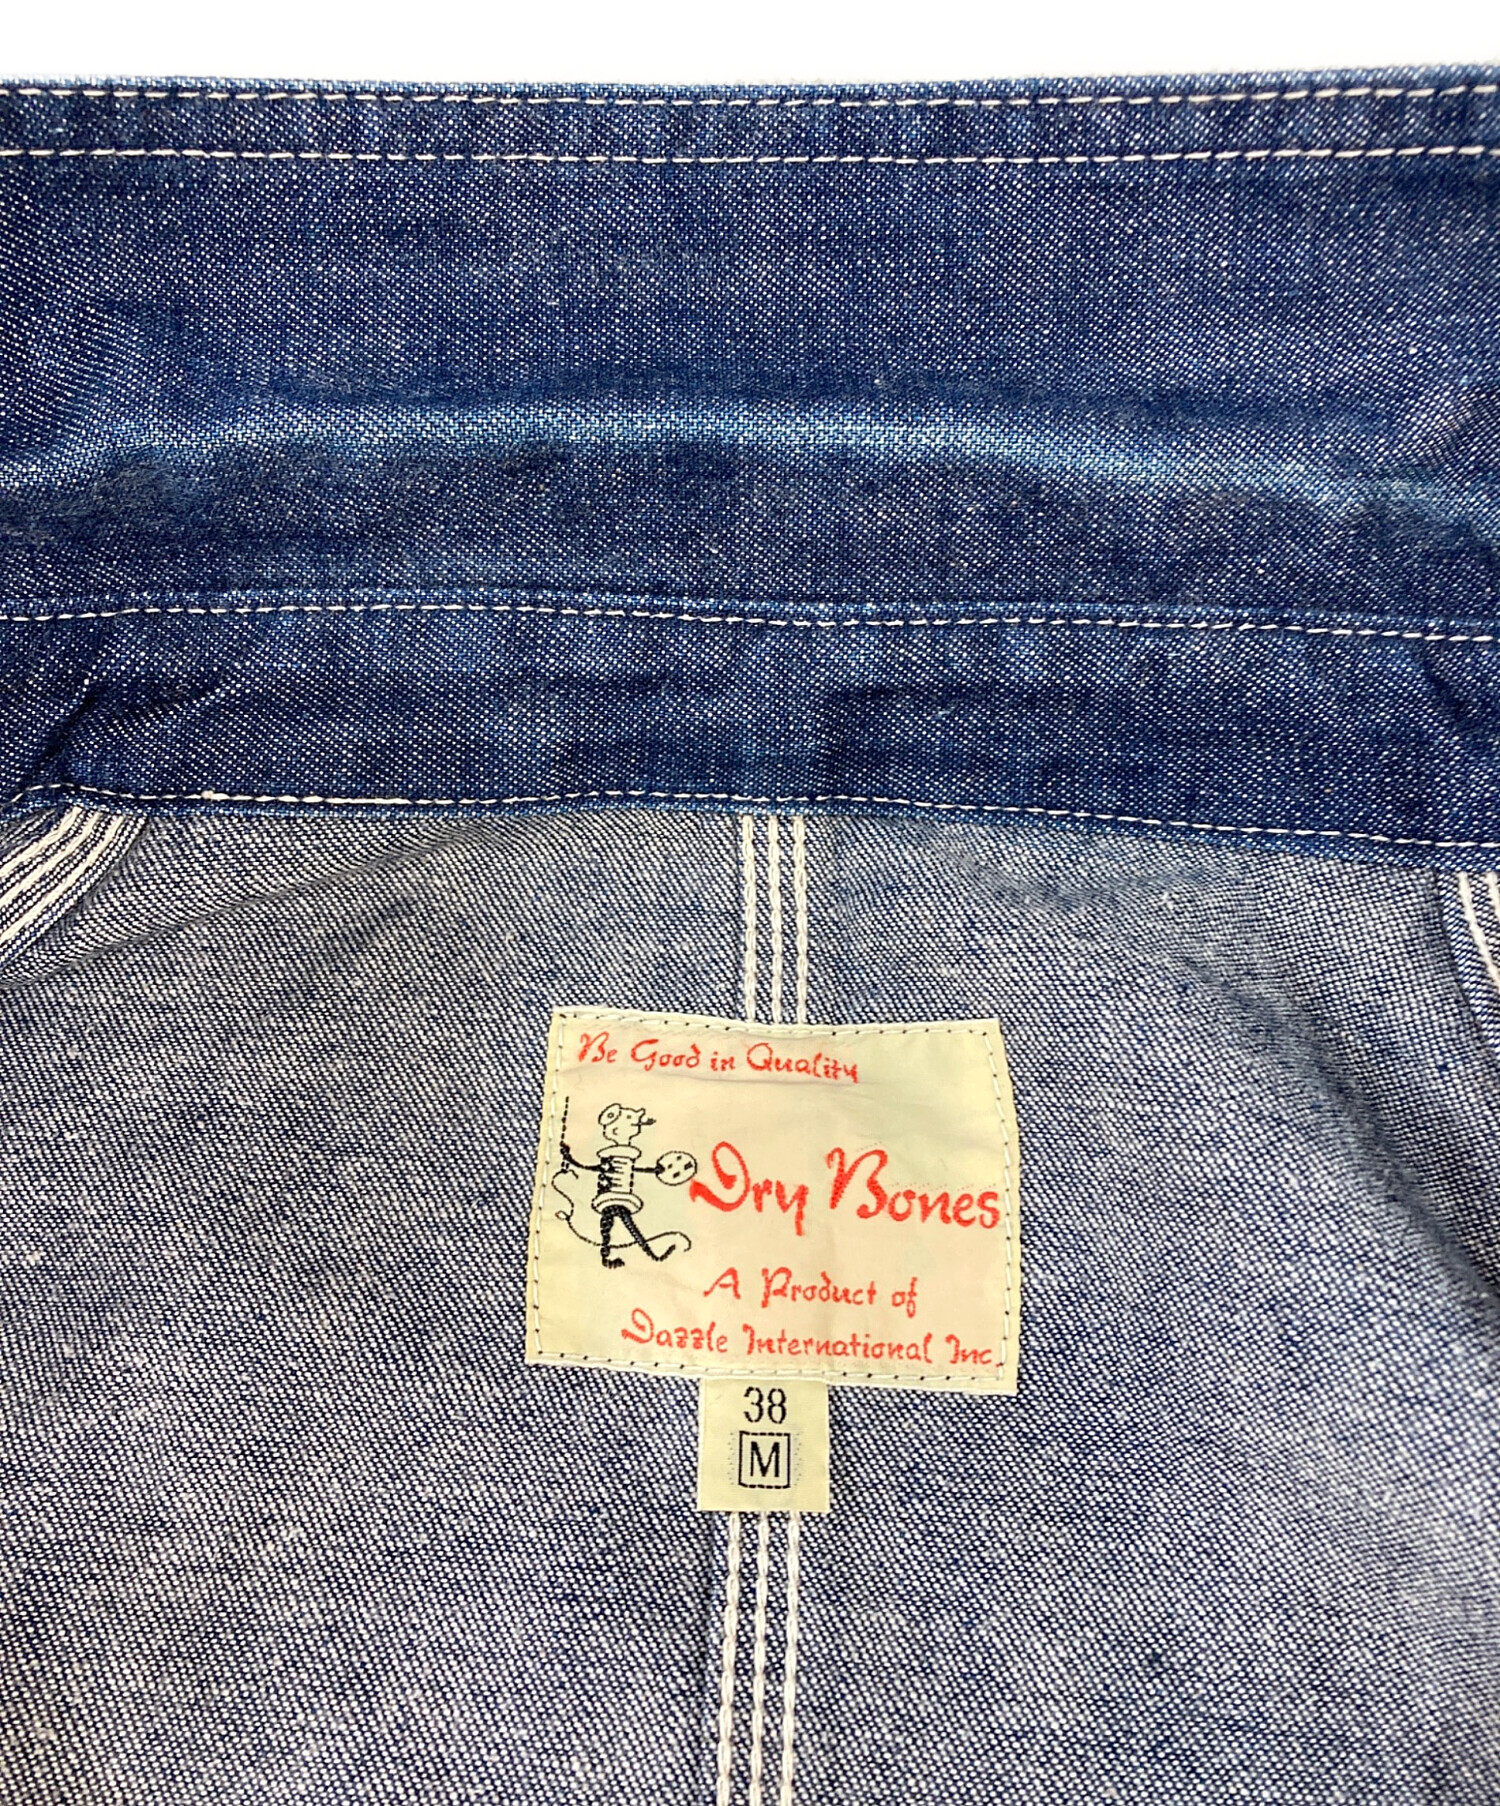 Be Good in Quality
Dry Bones
A Product of
Dazzle International Inc.
38
M